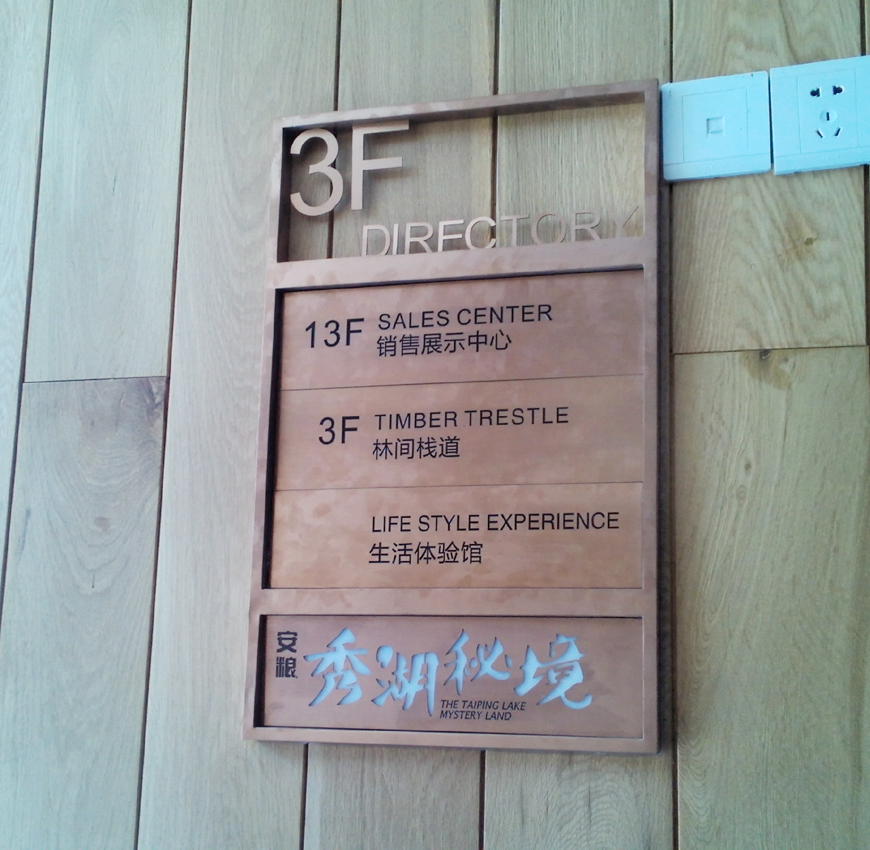 3F
DIRECTORY
13F SALES CENTER
销售展示中心
3F TIMBER TRESTLE
林间栈道
LIFE STYLE EXPERIENCE
生活体验馆
安粮
秀湖秘境
THE TAIPING LAKE
MYSTERY LAND